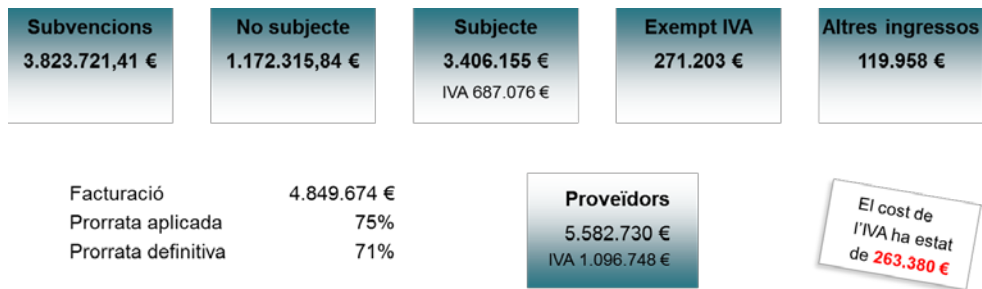 Subvencions
3.823.721,41 €
No subjecte
1.172.315,84 €
Subjecte
3.406.155 €
IVA 687.076 €
Exempt IVA
271.203 €
Altres ingressos
119.958 €
Facturació 4.849.674 €
Prorrata aplicada 75%
Prorrata definitiva 71%
Proveïdors
5.582.730 €
IVA 1.096.748 €
El cost de
l'IVA ha estat
de 263.380 €